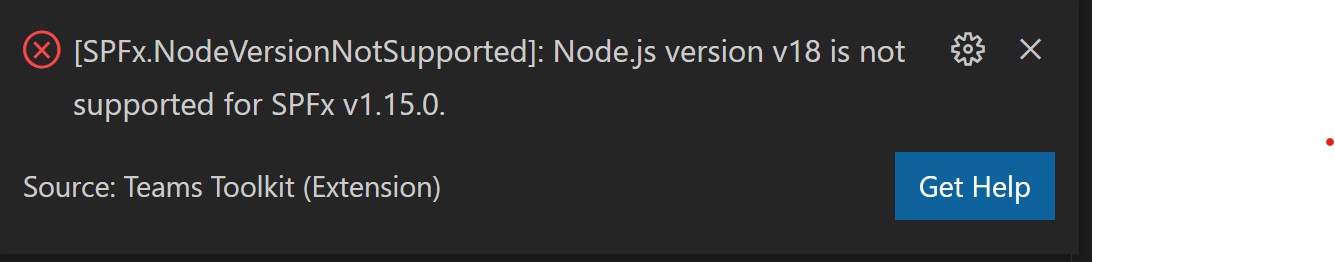 [SPFx.NodeVersionNotSupported]: Node.js version v18 is not
supported for SPFx v1.15.0.
Source: Teams Toolkit (Extension)
Get Help